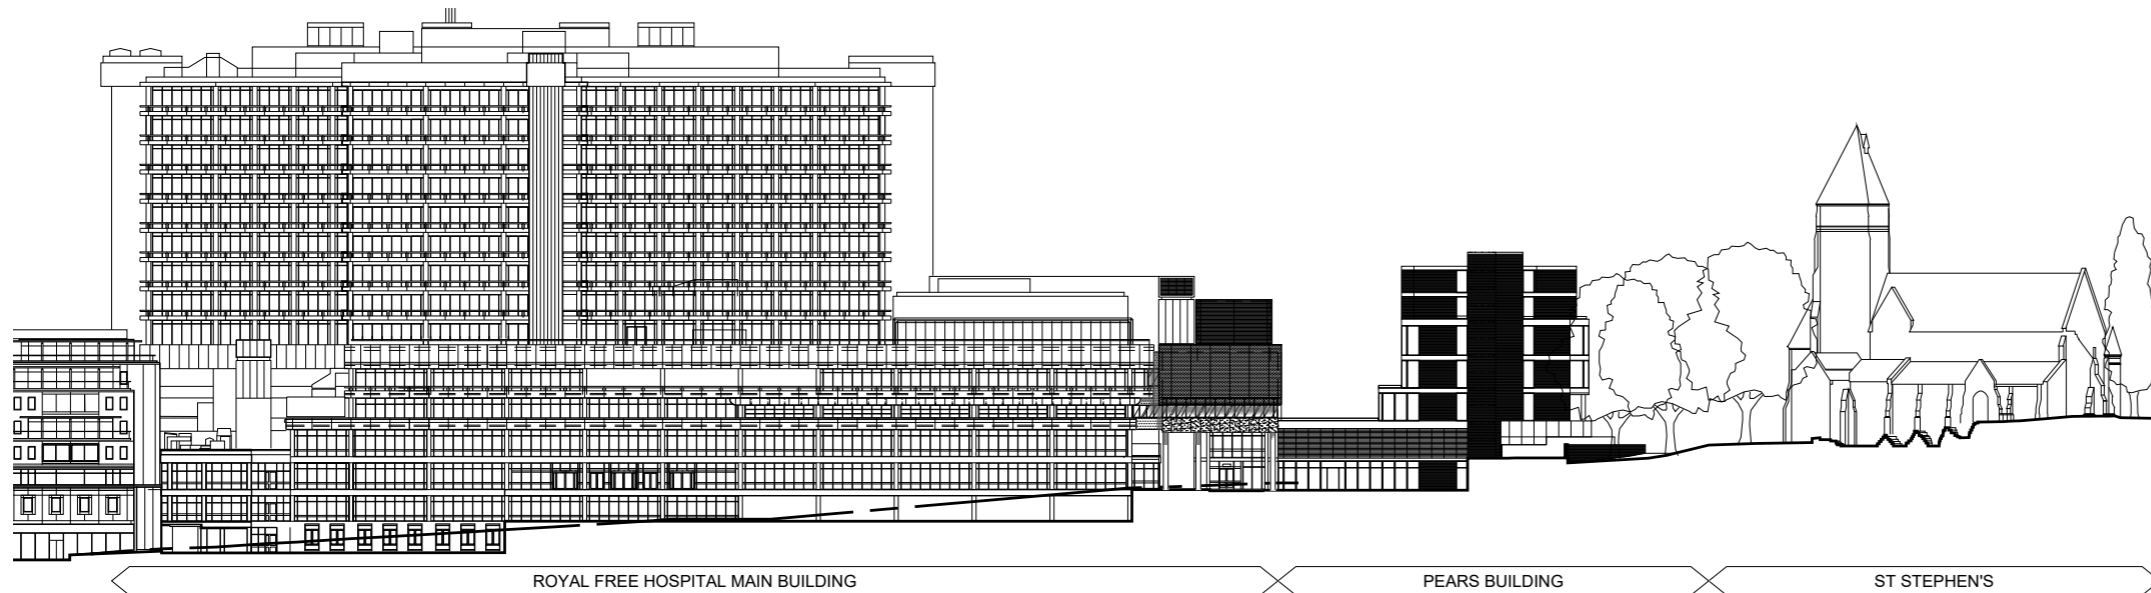 ROYAL FREE HOSPITAL MAIN BUILDING
PEARS BUILDING
ST STEPHEN'S